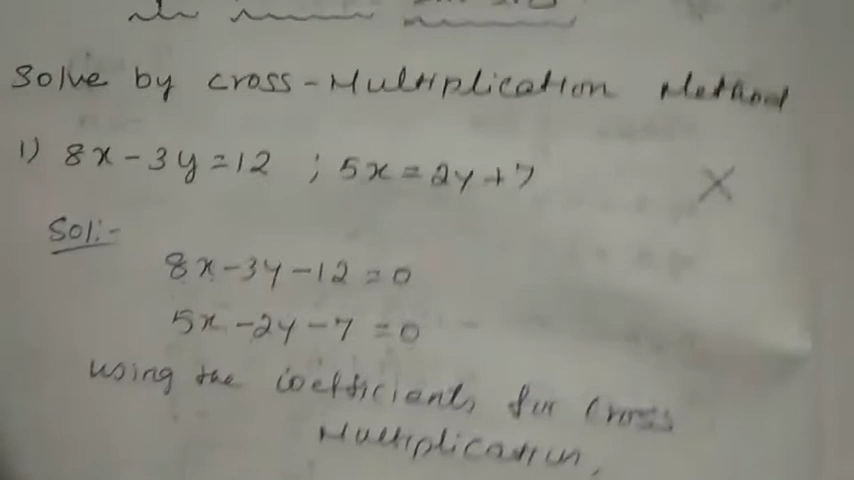 Solve by cross-Multiplication Method
1) 8x-3y=12 ; 5x=2y+7
Sol:-
8x-3y-12=0
5x-2y-7=0
using the coefficients for cross
Multiplication,